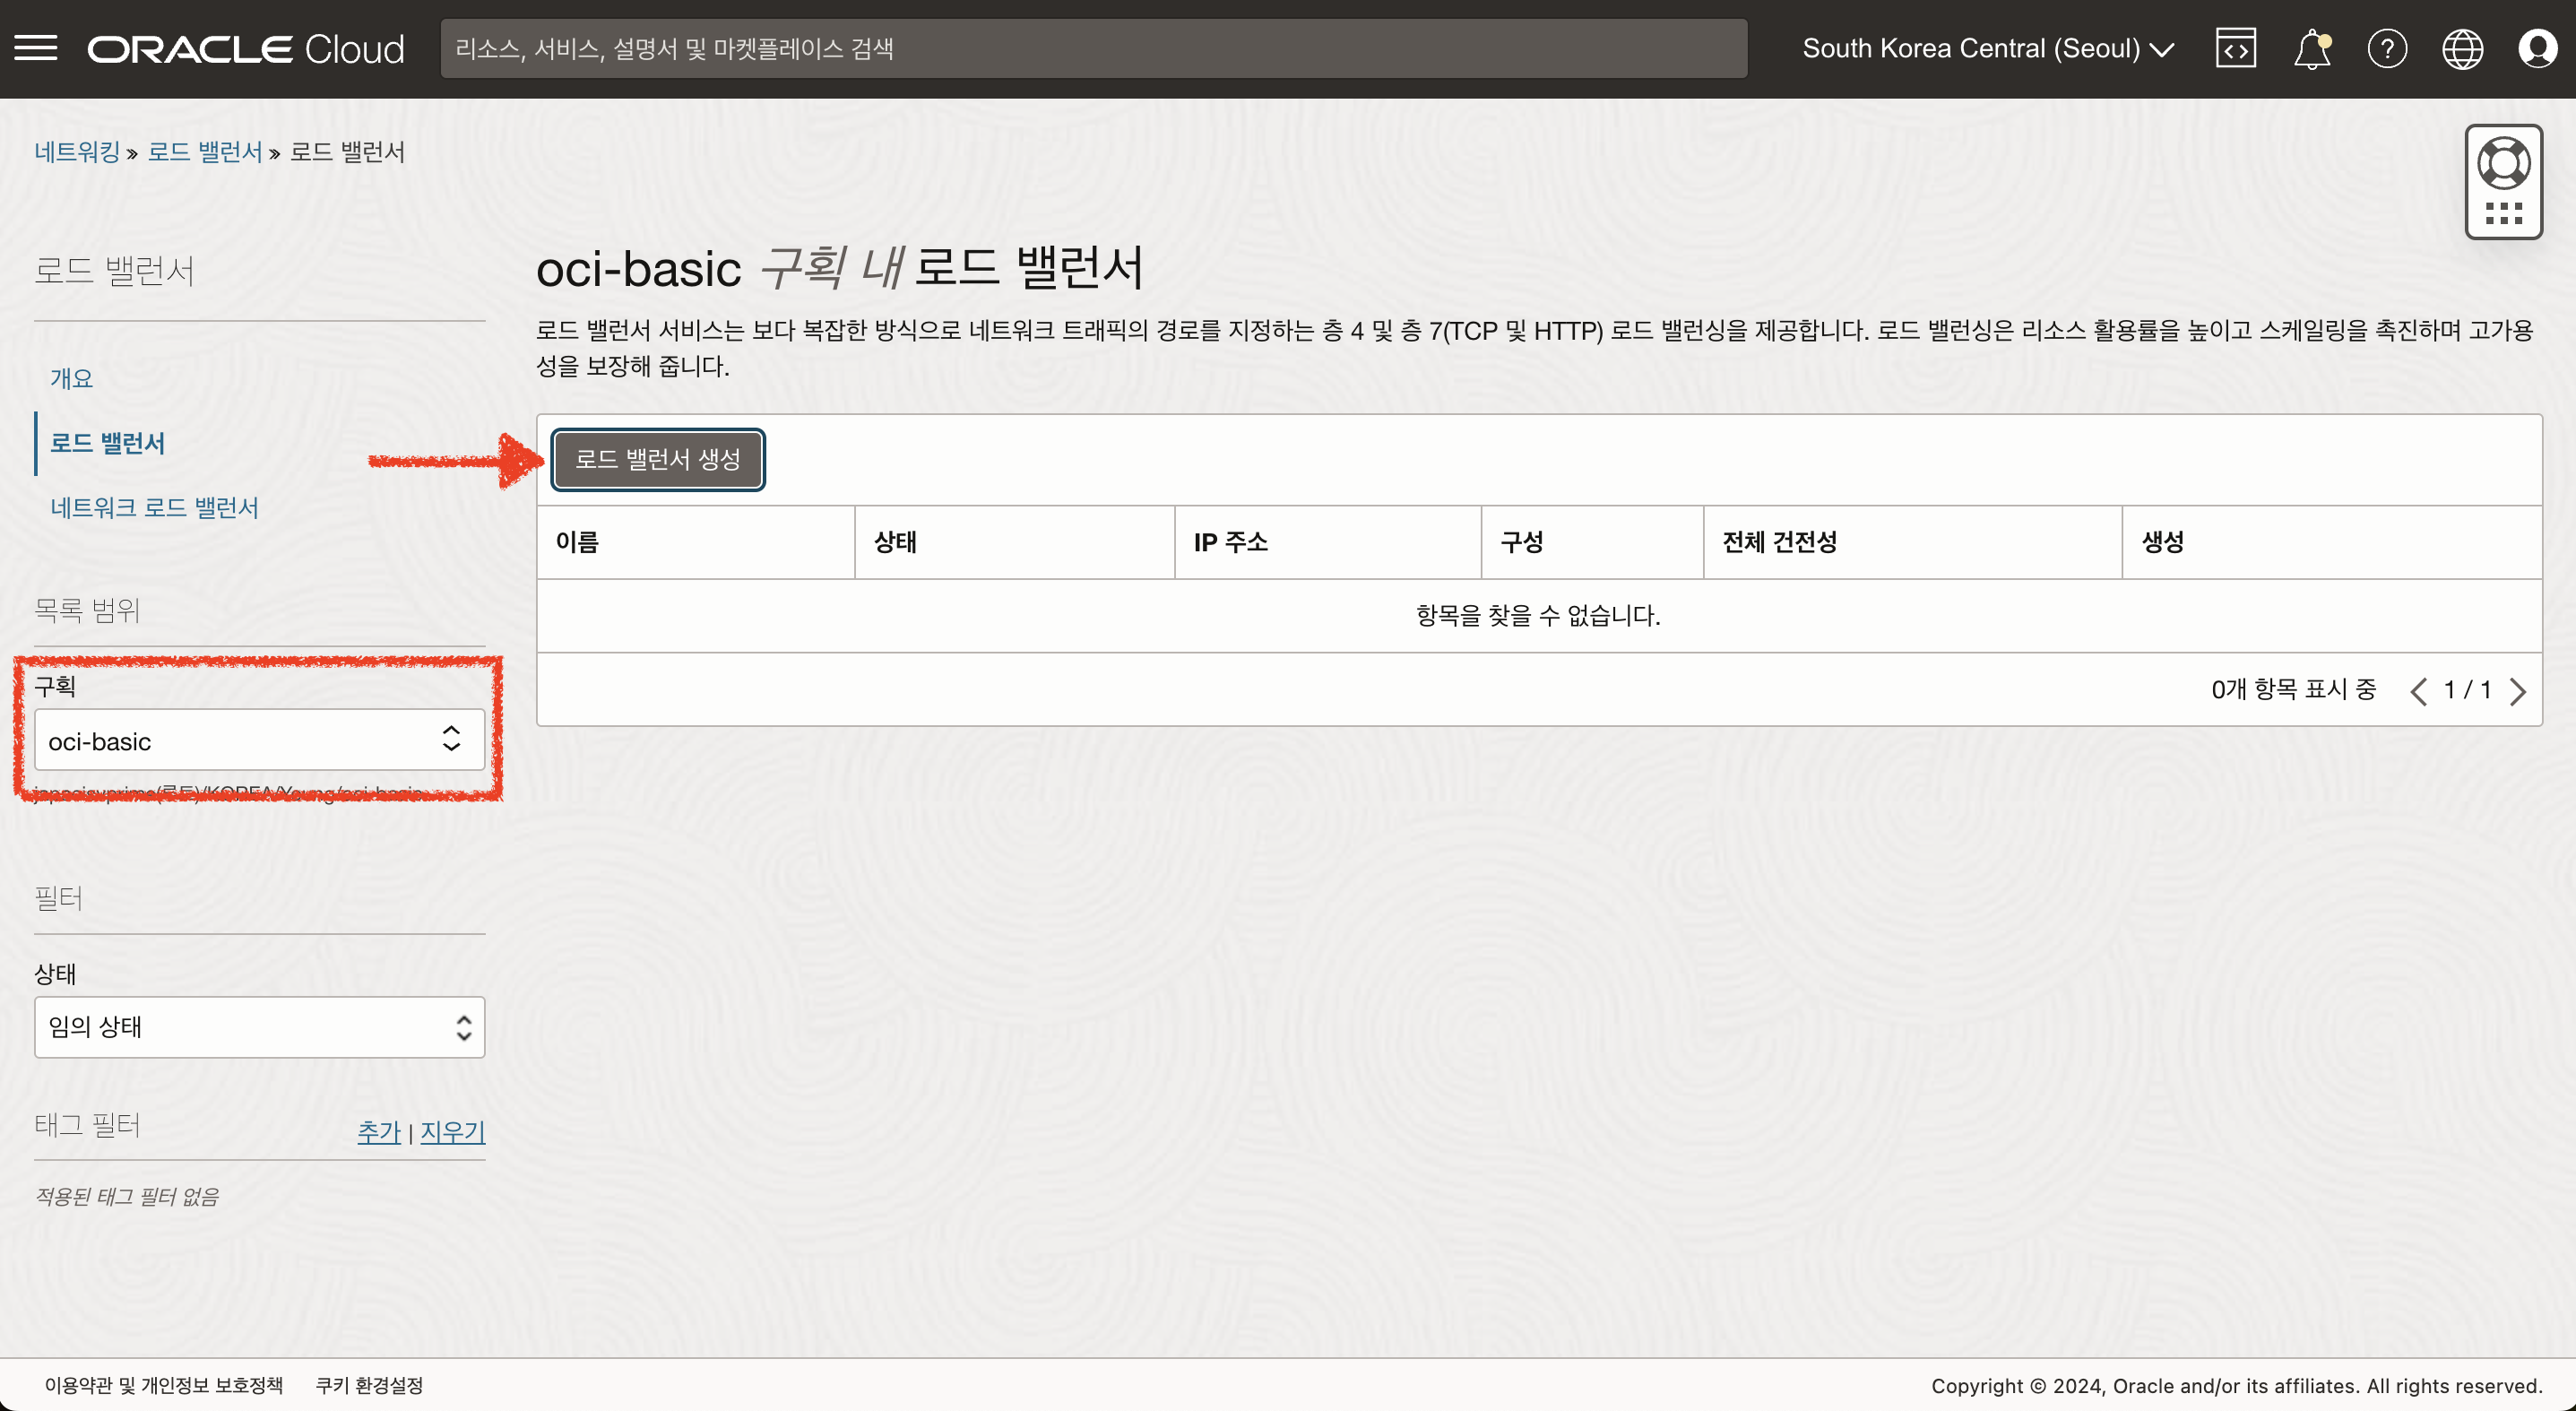 ORACLE Cloud
리소스, 서비스, 설명서 및 마켓플레이스 검색
South Korea Central (Seoul)
네트워킹 » 로드 밸런서 » 로드 밸런서
로드 밸런서
개요
로드 밸런서
네트워크 로드 밸런서
목록 범위
구획
oci-basic
필터
상태
임의 상태
태그 필터
추가 | 지우기
적용된 태그 필터 없음
oci-basic 구획 내 로드 밸런서
로드 밸런서 서비스는 보다 복잡한 방식으로 네트워크 트래픽의 경로를 지정하는 층 4 및 층 7(TCP 및 HTTP) 로드 밸런싱을 제공합니다. 로드 밸런싱은 리소스 활용률을 높이고 스케일링을 촉진하며 고가용
성을 보장해 줍니다.
로드 밸런서 생성
이름 상태 IP 주소 구성 전체 건전성 생성
항목을 찾을 수 없습니다.
0개 항목 표시 중 1 / 1
이용약관 및 개인정보 보호정책 쿠키 환경설정
Copyright © 2024, Oracle and/or its affiliates. All rights reserved.